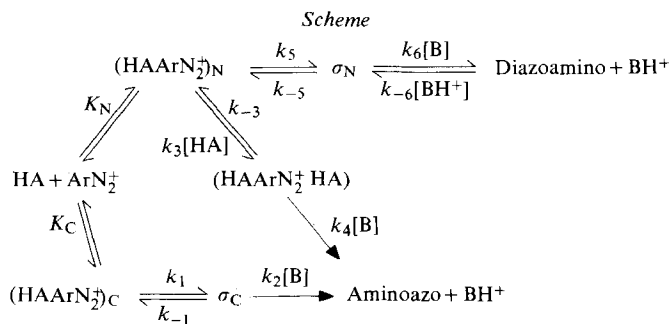 Scheme
(HAArN₂⁺)N k₅ k₋₅ σN k₆[B] k₋₆[BH⁺] Diazoamino + BH⁺
KN k₋₃
k₃[HA]
HA + ArN₂⁺ (HAArN₂⁺ HA)
KC k₄[B]
(HAArN₂⁺)C k₁ k₋₁ σC k₂[B] Aminoazo + BH⁺